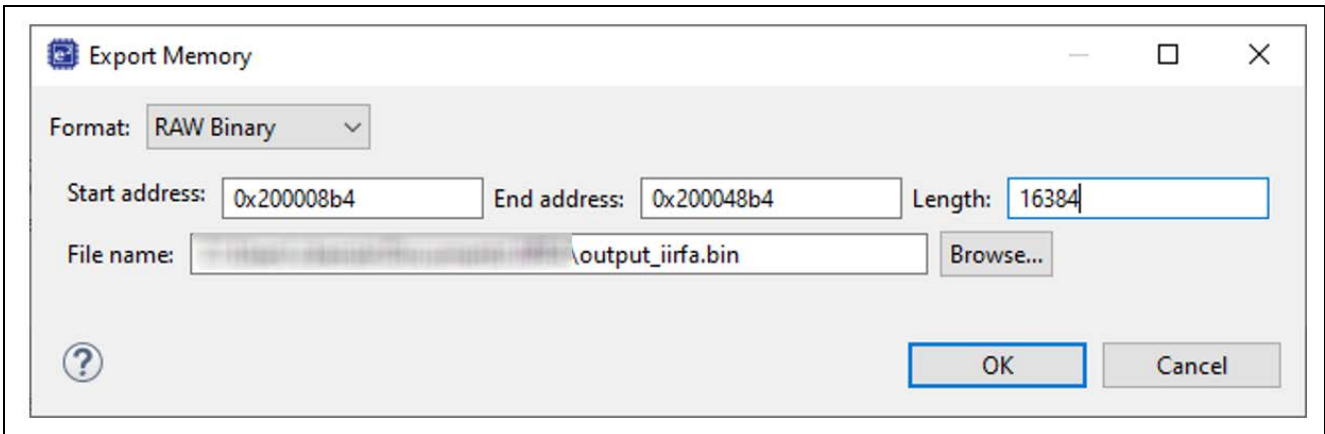 Export Memory
Format: RAW Binary
Start address: 0x200008b4 End address: 0x200048b4 Length: 16384
File name: \output_iirfa.bin Browse...
? OK Cancel